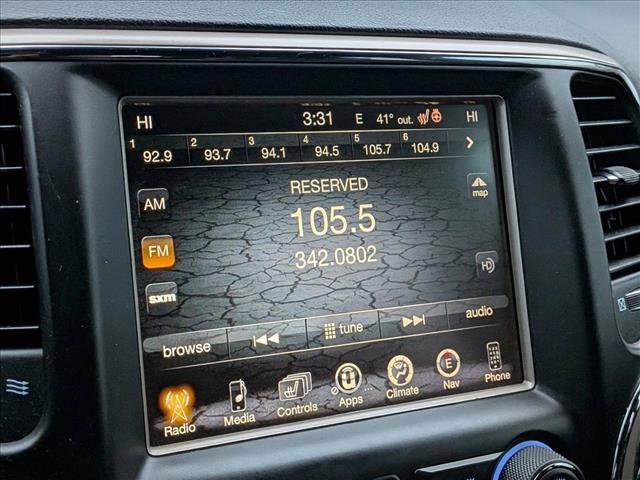 HI 3:31 E 41° out. HI
1 92.9 2 93.7 3 94.1 4 94.5 5 105.7 6 104.9
RESERVED
AM 105.5 map
FM 342.0802 HD
sxm
browse tune audio
Radio Media Controls Apps Climate E Nav Phone